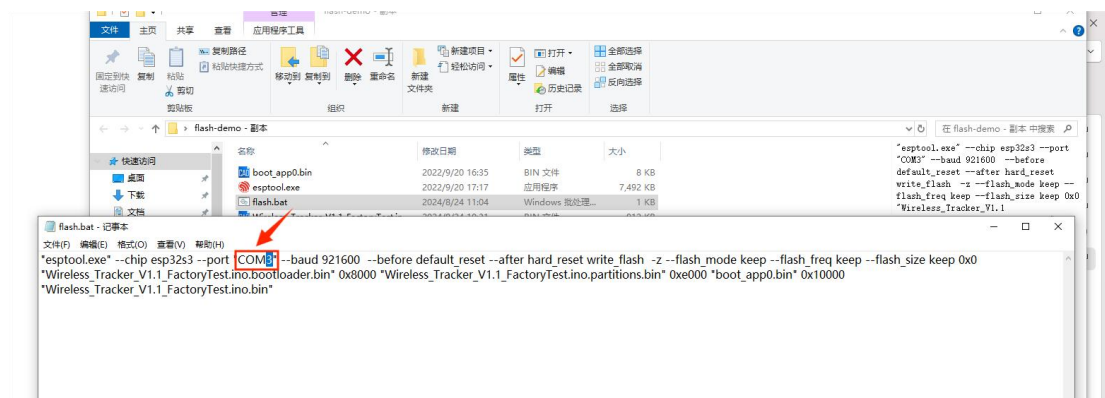 管理
flash-demo - 副本
文件 主页 共享 查看 应用程序工具
固定到快速访问
复制
粘贴
复制路径
粘贴快捷方式
剪切
剪贴板
移动到
复制到
删除
重命名
组织
新建文件夹
新建项目
轻松访问
新建
属性
打开
编辑
历史记录
打开
全部选择
全部取消
反向选择
选择
flash-demo - 副本
在 flash-demo - 副本 中搜索
快速访问
桌面
下载
文档
名称 修改日期 类型 大小
boot_app0.bin 2022/9/20 16:35 BIN 文件 8 KB
esptool.exe 2022/9/20 17:17 应用程序 7,492 KB
flash.bat 2024/8/24 11:04 Windows 批处理... 1 KB
"esptool.exe" --chip esp32s3 --port
"COM3" --baud 921600 --before
default_reset --after hard_reset
write_flash -z --flash_mode keep --
flash_freq keep --flash_size keep 0x0
"Wireless_Tracker_V1.1
flash.bat - 记事本
文件(F) 编辑(E) 格式(O) 查看(V) 帮助(H)
"esptool.exe" --chip esp32s3 --port "COM3" --baud 921600 --before default_reset --after hard_reset write_flash -z --flash_mode keep --flash_freq keep --flash_size keep 0x0
"Wireless_Tracker_V1.1_FactoryTest.ino.bootloader.bin" 0x8000 "Wireless_Tracker_V1.1_FactoryTest.ino.partitions.bin" 0xe000 "boot_app0.bin" 0x10000
"Wireless_Tracker_V1.1_FactoryTest.ino.bin"